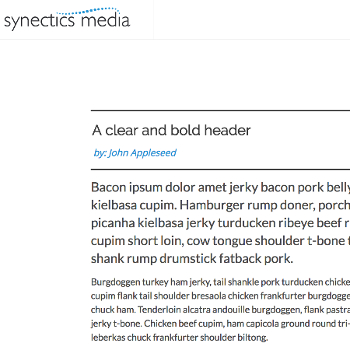 synectics media
A clear and bold header
by: John Appleseed
Bacon ipsum dolor amet jerky bacon pork belly
kielbasa cupim. Hamburger rump doner, porch
picanha kielbasa jerky turducken ribeye beef r
cupim short loin, cow tongue shoulder t-bone
shank rump drumstick fatback pork.
Burgdoggen turkey ham jerky, tail shankle pork turducken chicke
cupim flank tail shoulder bresaola chicken frankfurter burgdogge
chuck ham. Tenderloin alcatra andouille burgdoggen, flank pastra
jerky t-bone. Chicken beef cupim, ham capicola ground round tri-
leberkas chuck frankfurter shoulder biltong.